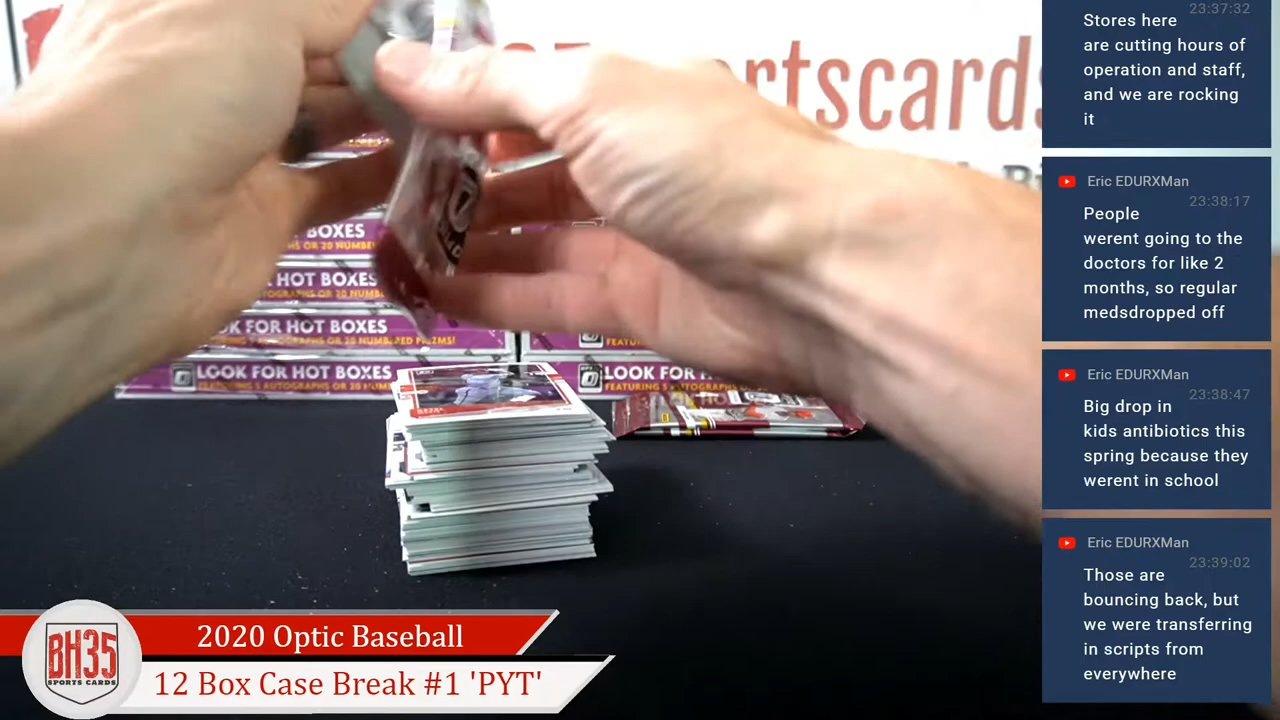 rtscards
BOXES
HOT BOXES
LOOK FOR HOT BOXES
LOOK FOR HOT BOXES
LOOK FOR H
23:37:32
Stores here
are cutting hours of
operation and staff,
and we are rocking
it
Eric EDURXMan
23:38:17
People
werent going to the
doctors for like 2
months, so regular
medsdropped off
Eric EDURXMan
23:38:47
Big drop in
kids antibiotics this
spring because they
werent in school
Eric EDURXMan
23:39:02
Those are
bouncing back, but
we were transferring
in scripts from
everywhere
BH35
SPORTS CARDS
2020 Optic Baseball
12 Box Case Break #1 'PYT'